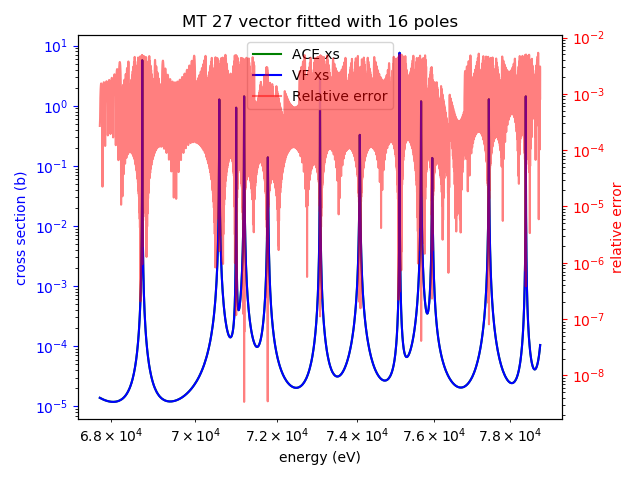 MT 27 vector fitted with 16 poles
ACE xs
VF xs
Relative error
cross section (b)
10¹
10⁰
10⁻¹
10⁻²
10⁻³
10⁻⁴
10⁻⁵
10⁻²
10⁻³
10⁻⁴
10⁻⁵
10⁻⁶
10⁻⁷
10⁻⁸
relative error
6.8 × 10⁴ 7 × 10⁴ 7.2 × 10⁴ 7.4 × 10⁴ 7.6 × 10⁴ 7.8 × 10⁴
energy (eV)